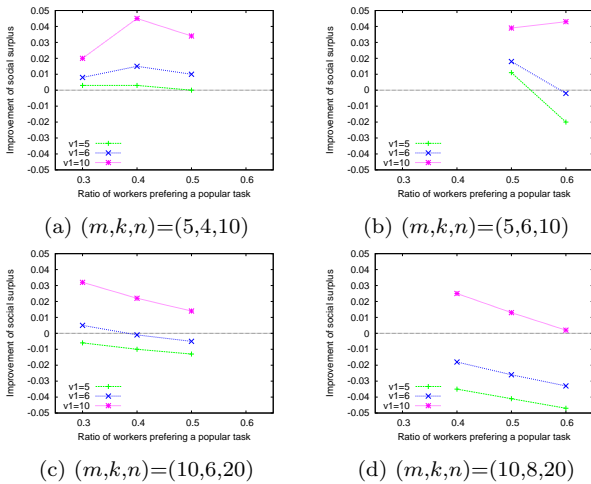 0.05
0.04
0.03
0.02
0.01
0
-0.01
-0.02
-0.03
-0.04
-0.05
Improvement of social surplus
v1=5
v1=6
v1=10
0.3 0.4 0.5 0.6
Ratio of workers prefering a popular task
(a) (m,k,n)=(5,4,10)
0.05
0.04
0.03
0.02
0.01
0
-0.01
-0.02
-0.03
-0.04
-0.05
Improvement of social surplus
v1=5
v1=6
v1=10
0.3 0.4 0.5 0.6
Ratio of workers prefering a popular task
(b) (m,k,n)=(5,6,10)
0.05
0.04
0.03
0.02
0.01
0
-0.01
-0.02
-0.03
-0.04
-0.05
Improvement of social surplus
v1=5
v1=6
v1=10
0.3 0.4 0.5 0.6
Ratio of workers prefering a popular task
(c) (m,k,n)=(10,6,20)
0.05
0.04
0.03
0.02
0.01
0
-0.01
-0.02
-0.03
-0.04
-0.05
Improvement of social surplus
v1=5
v1=6
v1=10
0.3 0.4 0.5 0.6
Ratio of workers prefering a popular task
(d) (m,k,n)=(10,8,20)